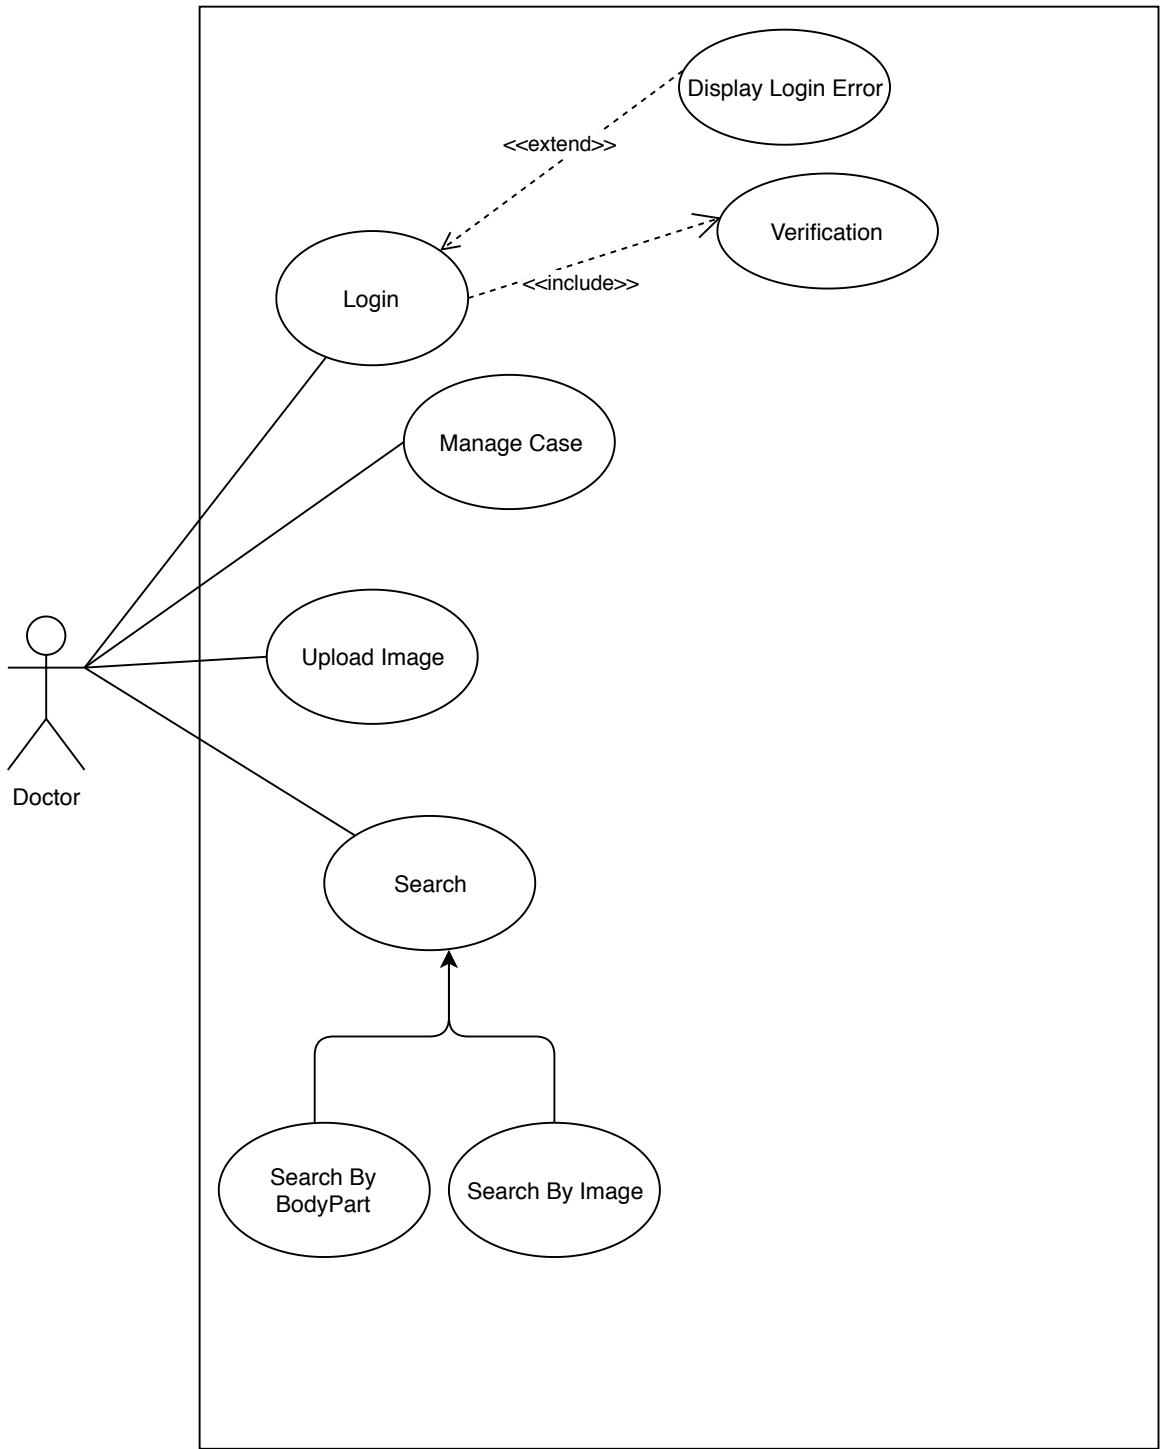 Display Login Error
<<extend>>
Verification
<<include>>
Login
Manage Case
Upload Image
Doctor
Search
Search By
BodyPart
Search By Image